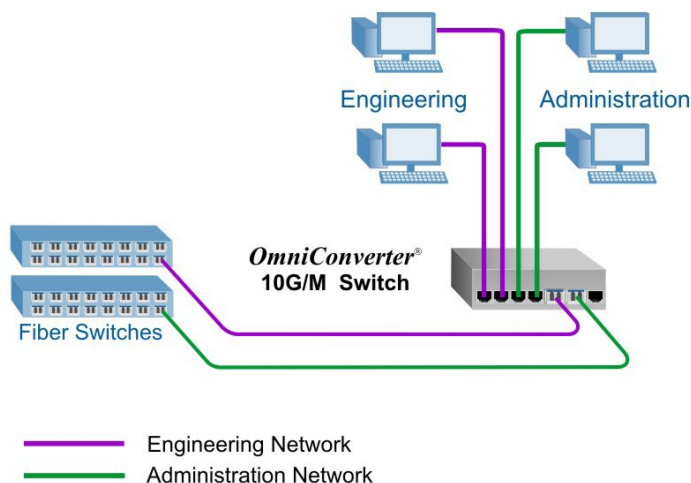 Engineering
Administration
OmniConverter®
10G/M Switch
Fiber Switches
Engineering Network
Administration Network